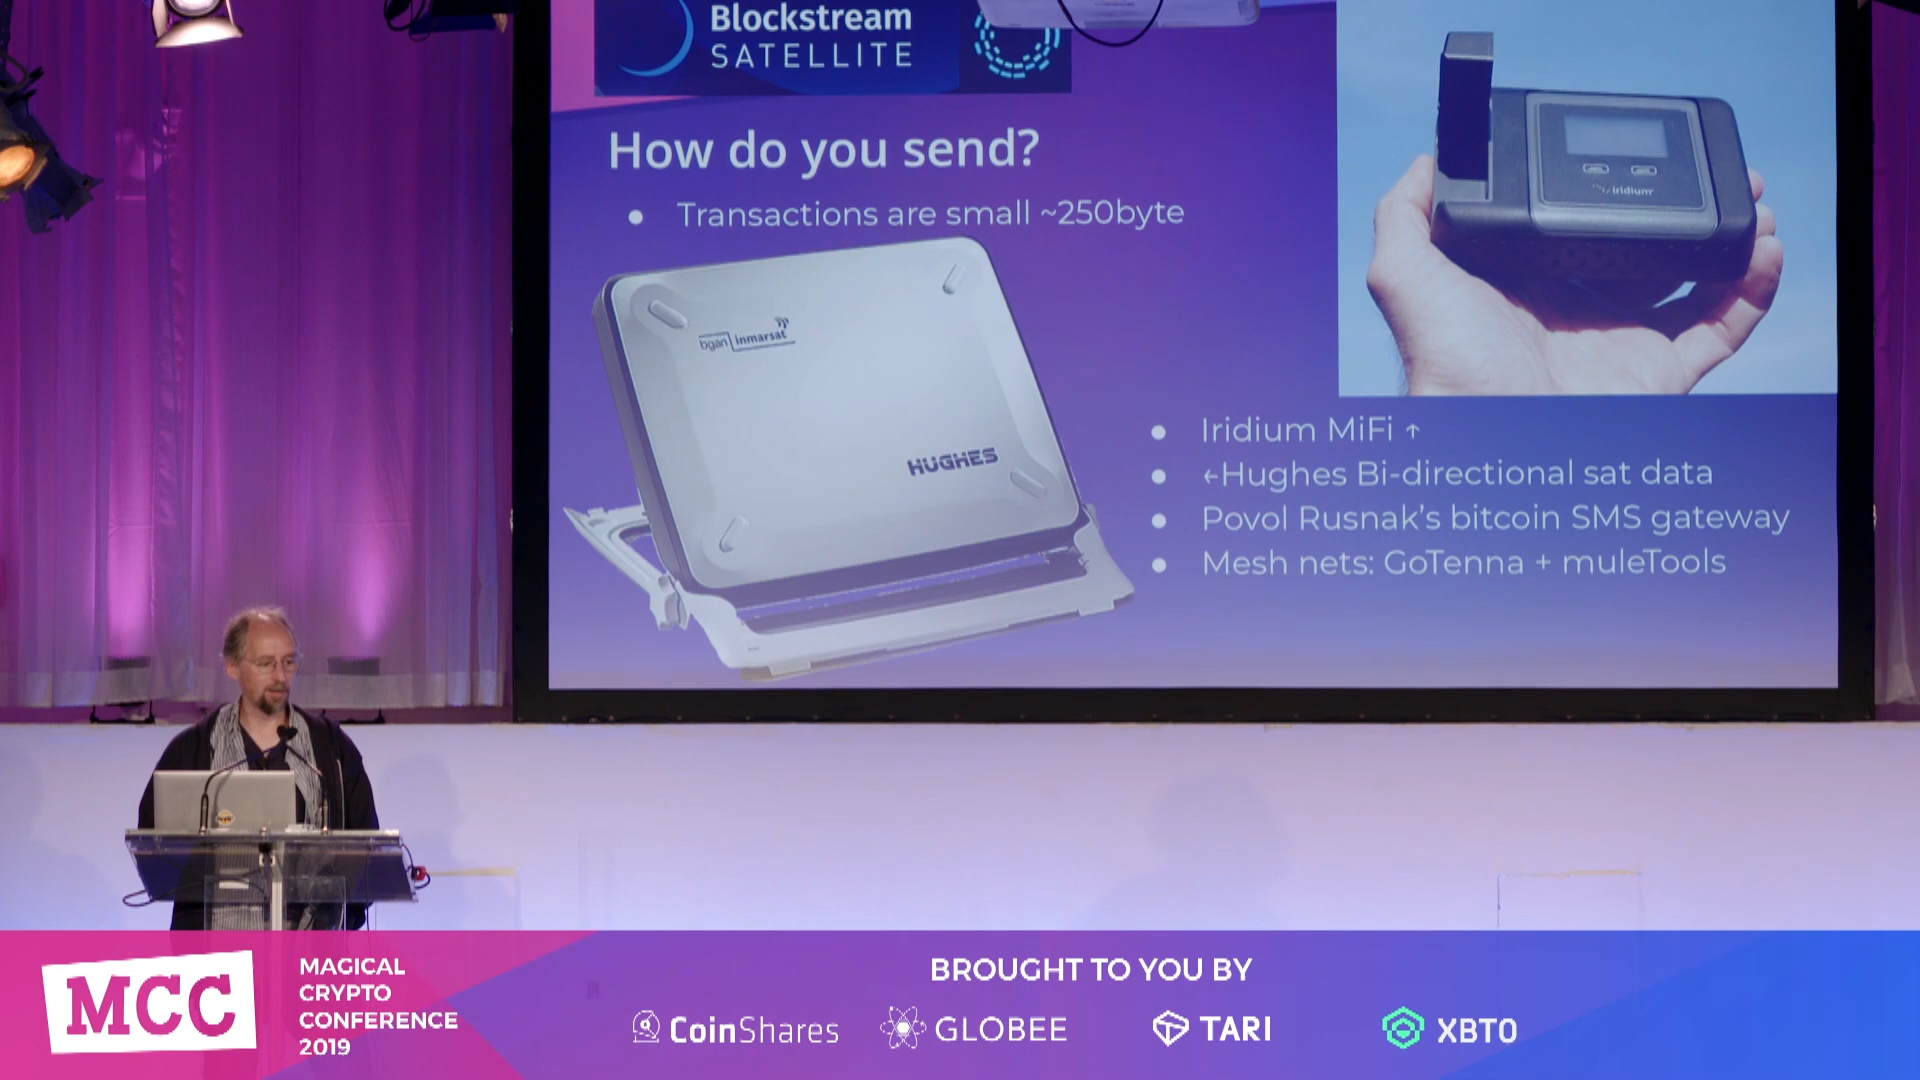 Blockstream
SATELLITE
How do you send?
• Transactions are small ~250byte
iridium
bgan inmarsat
HUGHES
• Iridium MiFi ↑
• ←Hughes Bi-directional sat data
• Povol Rusnak's bitcoin SMS gateway
• Mesh nets: GoTenna + muleTools
MCC
MAGICAL
CRYPTO
CONFERENCE
2019
BROUGHT TO YOU BY
CoinShares
GLOBEE
TARI
XBTO